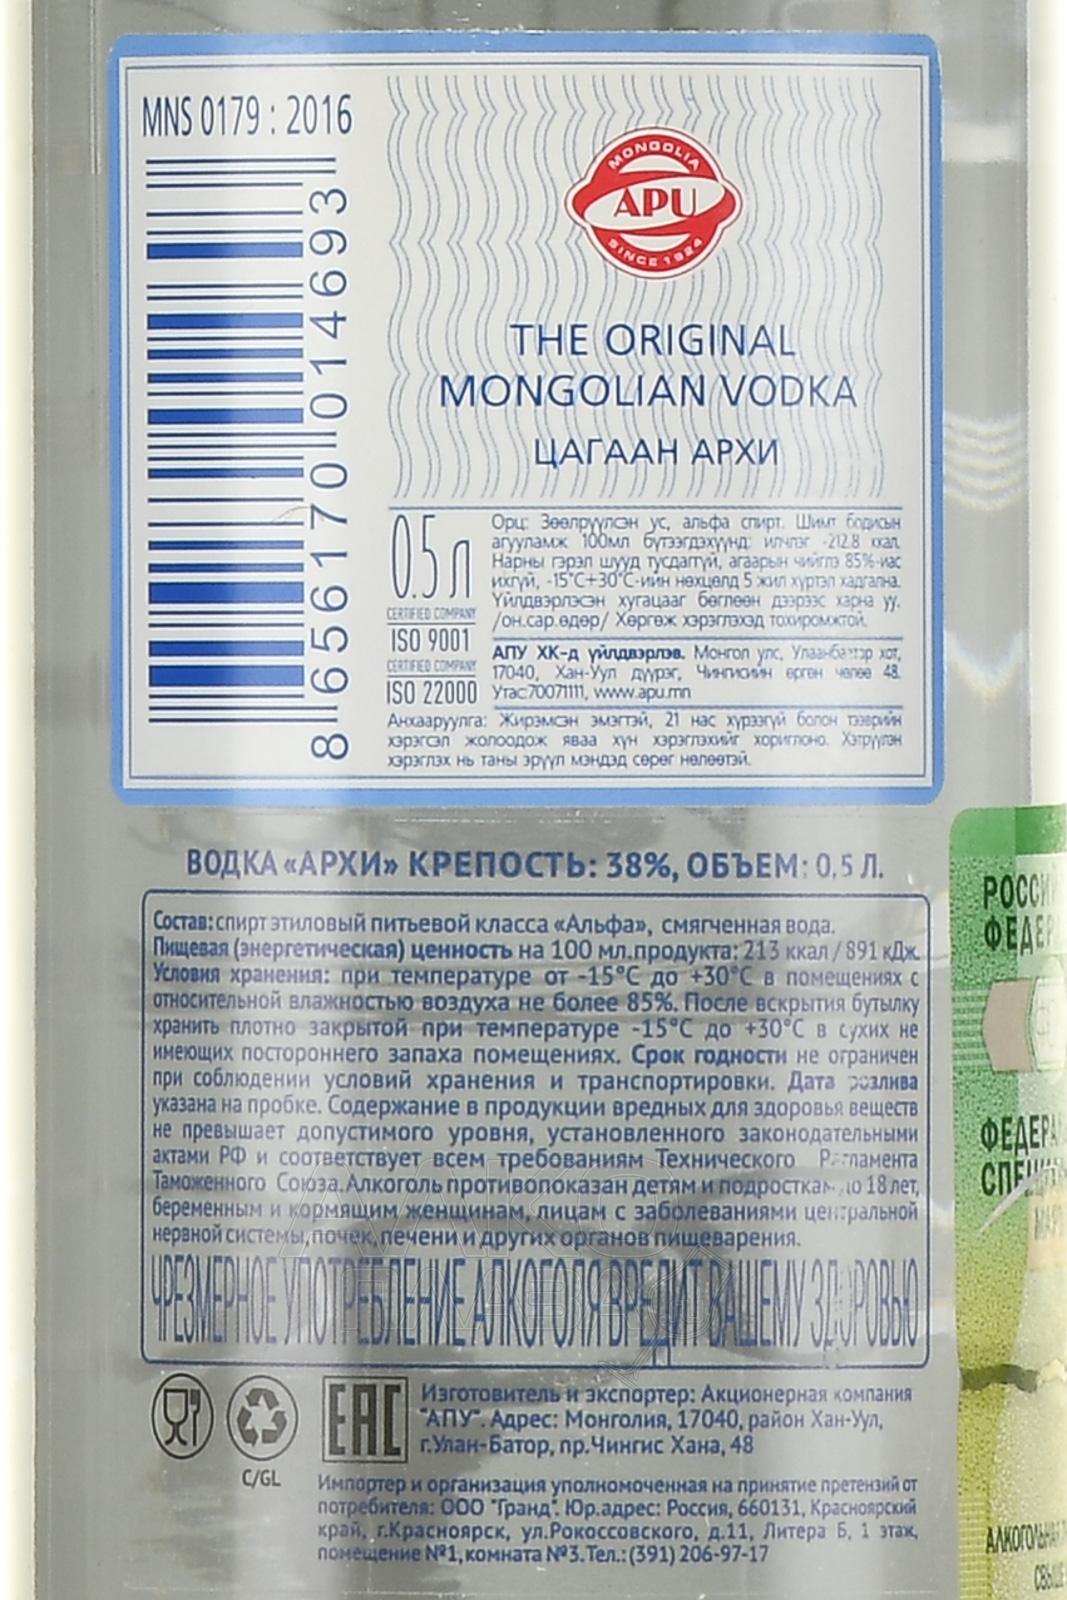 MNS 0179 : 2016
8 656170 014693
MONGOLIA
APU
SINCE 1924
THE ORIGINAL
MONGOLIAN VODKA
ЦАГААН АРХИ
0.5 л
CERTIFIED COMPANY
ISO 9001
CERTIFIED COMPANY
ISO 22000
Орц: Зөөлрүүлсэн ус, альфа спирт. Шимт бодисын
агууламж 100мл бүтээгдэхүүнд: илчлэг -212.8 ккал,
Нарны гэрэл шууд тусдаггүй, агаарын чийглэг 85%-иас
ихгүй, -15°C+30°C-ийн нөхцөлд 5 жил хүртэл хадгална.
Үйлдвэрлэсэн хугацааг бөглөөн дээрээс харна уу.
/он.сар.өдөр/ Хөргөж хэрэглэхэд тохиромжтой.
АПУ ХК-д үйлдвэрлэв. Монгол улс, Улаанбаатар хот,
17040, Хан-Уул дүүрэг, Чингисийн өргөн чөлөө 48.
Утас:70071111, www.apu.mn
Анхааруулга: Жирэмсэн эмэгтэй, 21 нас хүрээгүй болон тээврийн
хэрэгсэл жолоодож яваа хүн хэрэглэхийг хориглоно. Хэтрүүлэн
хэрэглэх нь таны эрүүл мэндэд сөрөг нөлөөтэй.
ВОДКА «АРХИ» КРЕПОСТЬ: 38%, ОБЪЕМ: 0,5 Л.
Состав: спирт этиловый питьевой класса «Альфа», смягченная вода.
Пищевая (энергетическая) ценность на 100 мл.продукта: 213 ккал / 891 кДж.
Условия хранения: при температуре от -15°С до +30°С в помещениях с
относительной влажностью воздуха не более 85%. После вскрытия бутылку
хранить плотно закрытой при температуре -15°С до +30°С в сухих не
имеющих постороннего запаха помещениях. Срок годности не ограничен
при соблюдении условий хранения и транспортировки. Дата розлива
указана на пробке. Содержание в продукции вредных для здоровья веществ
не превышает допустимого уровня, установленного законодательными
актами РФ и соответствует всем требованиям Технического Регламента
Таможенного Союза. Алкоголь противопоказан детям и подросткам до 18 лет,
беременным и кормящим женщинам, лицам с заболеваниями центральной
нервной системы, почек, печени и других органов пищеварения.
ЧРЕЗМЕРНОЕ УПОТРЕБЛЕНИЕ АЛКОГОЛЯ ВРЕДИТ ВАШЕМУ ЗДОРОВЬЮ
C/GL
EAC
Изготовитель и экспортер: Акционерная компания
"АПУ". Адрес: Монголия, 17040, район Хан-Уул,
г.Улан-Батор, пр.Чингис Хана, 48
Импортер и организация уполномоченная на принятие претензий от
потребителя: ООО "Гранд". Юр.адрес: Россия, 660131, Красноярский
край, г.Красноярск, ул.Рокоссовского, д.11, Литера Б, 1 этаж,
помещение №1, комната №3. Тел.: (391) 206-97-17